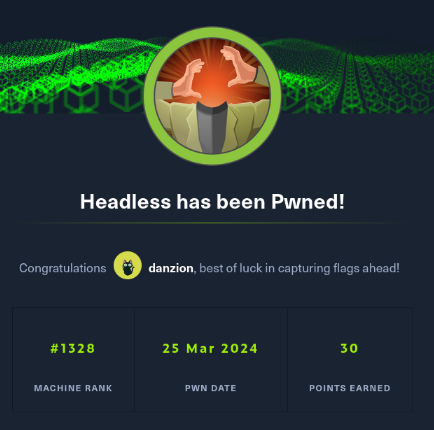 Headless has been Pwned!
Congratulations danzion, best of luck in capturing flags ahead!
#1328 25 Mar 2024 30
MACHINE RANK PWN DATE POINTS EARNED